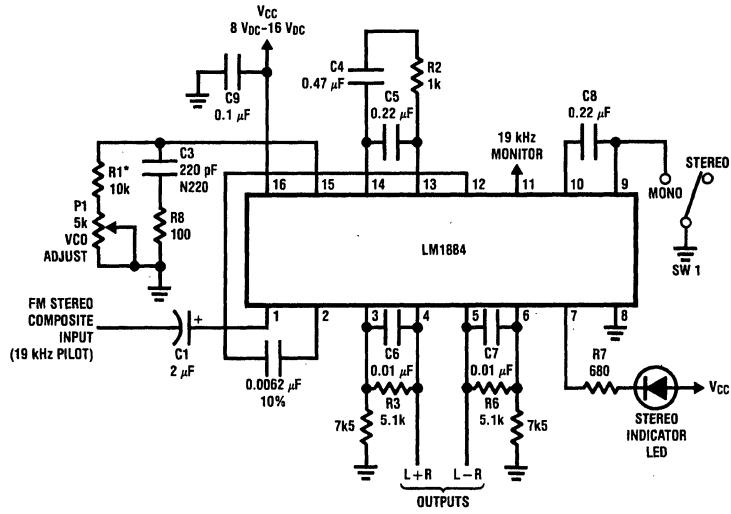 VCC
8 VDC–16 VDC
C9
0.1 µF
C4
0.47 µF
R2
1k
C5
0.22 µF
C8
0.22 µF
19 kHz
MONITOR
STEREO
MONO
SW 1
R1*
10k
C3
220 pF
N220
P1
5k
VCO
ADJUST
R8
100
16
15
14
13
12
11
10
9
LM1884
1
2
3
4
5
6
7
8
FM STEREO
COMPOSITE
INPUT
(19 kHz PILOT)
+
C1
2 µF
0.0062 µF
10%
C6
0.01 µF
C7
0.01 µF
R3
5.1k
R6
5.1k
7k5
7k5
R7
680
VCC
STEREO
INDICATOR
LED
L+R
L–R
OUTPUTS